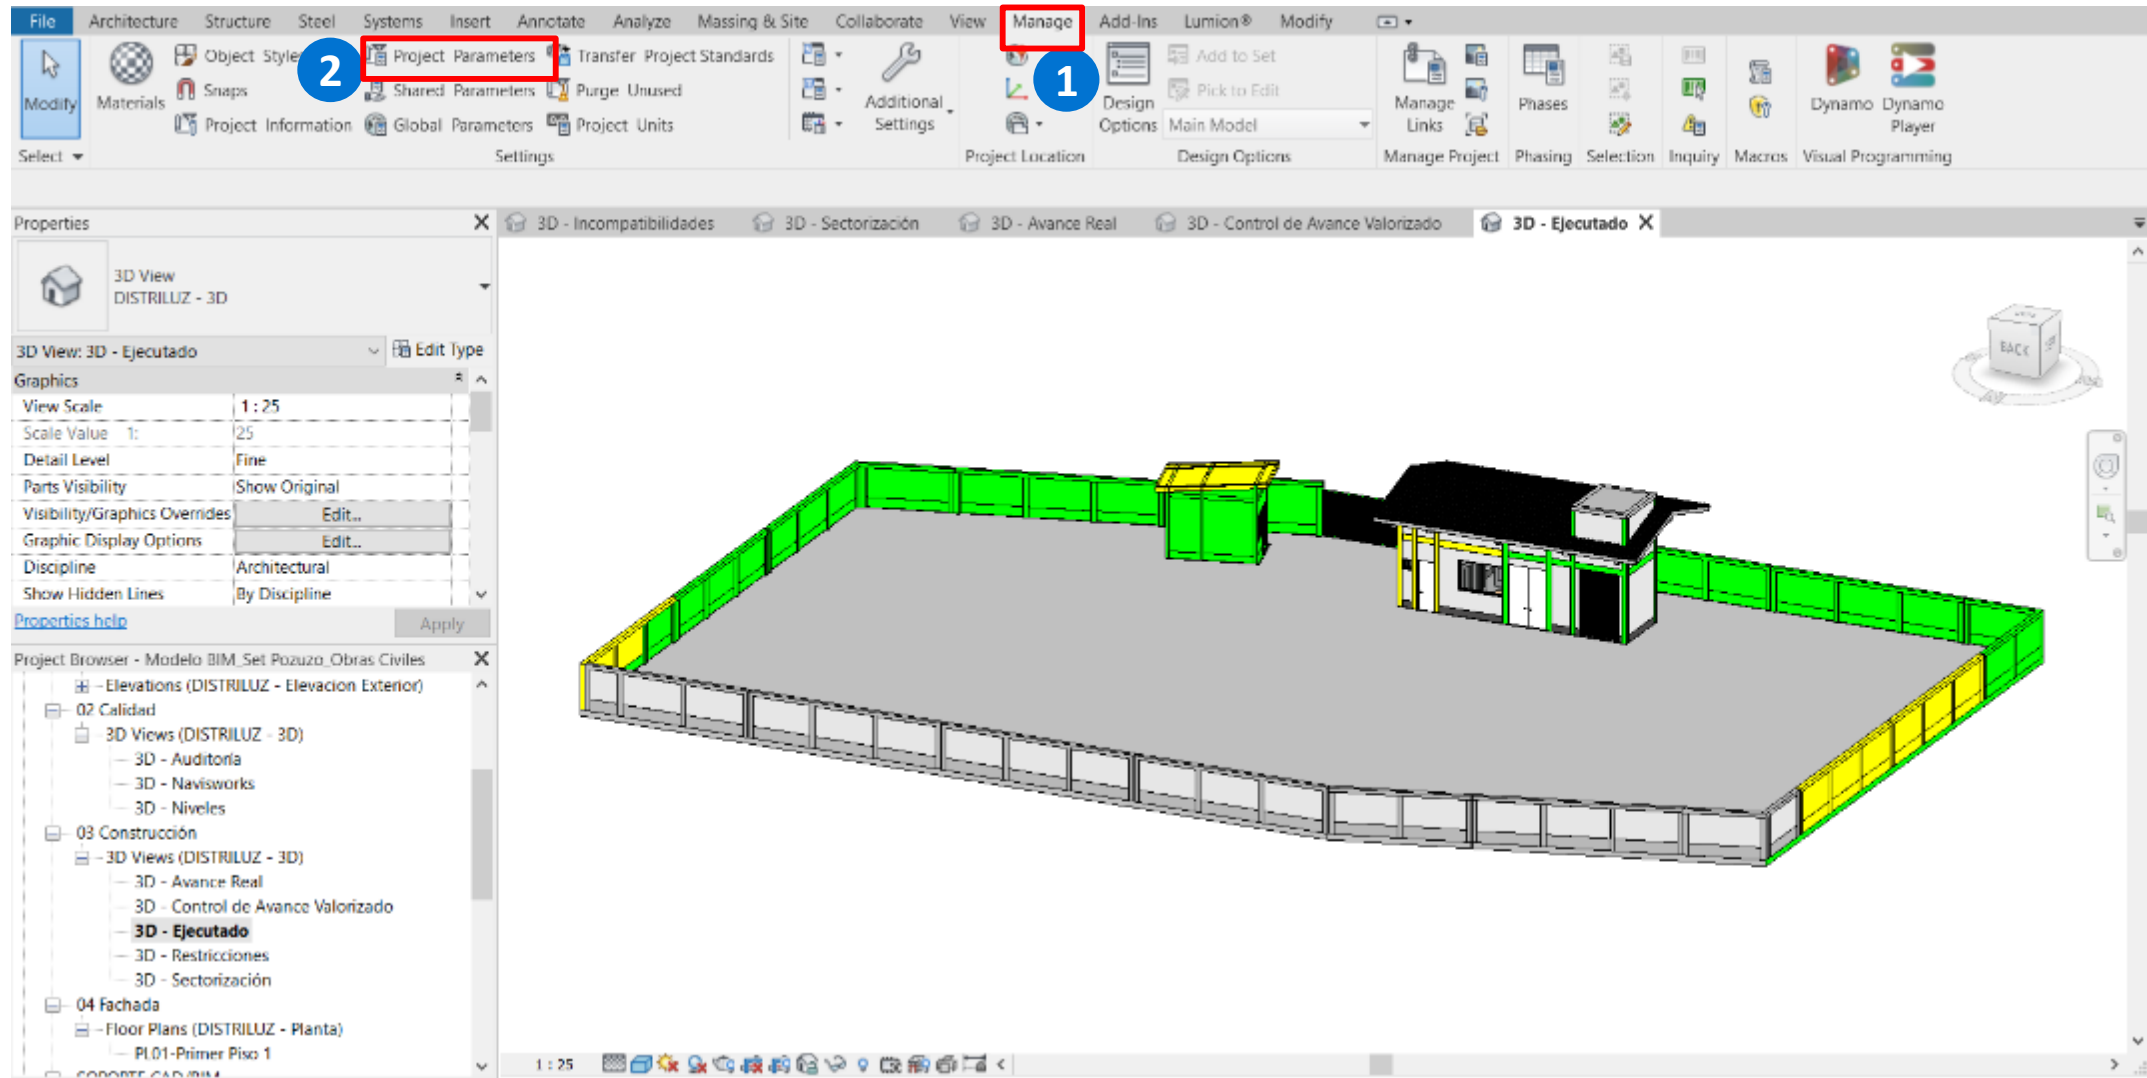 File Architecture Structure Steel Systems Insert Annotate Analyze Massing & Site Collaborate View Manage Add-Ins Lumion® Modify
2 1
Modify
Materials
Object Style
Snaps
Project Information
Project Parameters
Shared Parameters
Global Parameters
Transfer Project Standards
Purge Unused
Project Units
Additional
Settings
Design
Options
Add to Set
Pick to Edit
Main Model
Manage
Links
Phases
Dynamo
Dynamo
Player
Select Settings Project Location Design Options Manage Project Phasing Selection Inquiry Macros Visual Programming
Properties
3D - Incompatibilidades 3D - Sectorización 3D - Avance Real 3D - Control de Avance Valorizado 3D - Ejecutado
3D View
DISTRILUZ - 3D
3D View: 3D - Ejecutado Edit Type
Graphics
View Scale 1 : 25
Scale Value 1: 25
Detail Level Fine
Parts Visibility Show Original
Visibility/Graphics Overrides Edit...
Graphic Display Options Edit...
Discipline Architectural
Show Hidden Lines By Discipline
Properties help Apply
BACK
Project Browser - Modelo BIM_Set Pozuzo_Obras Civiles
Elevations (DISTRILUZ - Elevacion Exterior)
02 Calidad
3D Views (DISTRILUZ - 3D)
3D - Auditoría
3D - Navisworks
3D - Niveles
03 Construcción
3D Views (DISTRILUZ - 3D)
3D - Avance Real
3D - Control de Avance Valorizado
3D - Ejecutado
3D - Restricciones
3D - Sectorización
04 Fachada
Floor Plans (DISTRILUZ - Planta)
PL01-Primer Piso 1
SOPORTE CAD/BIM
1 : 25